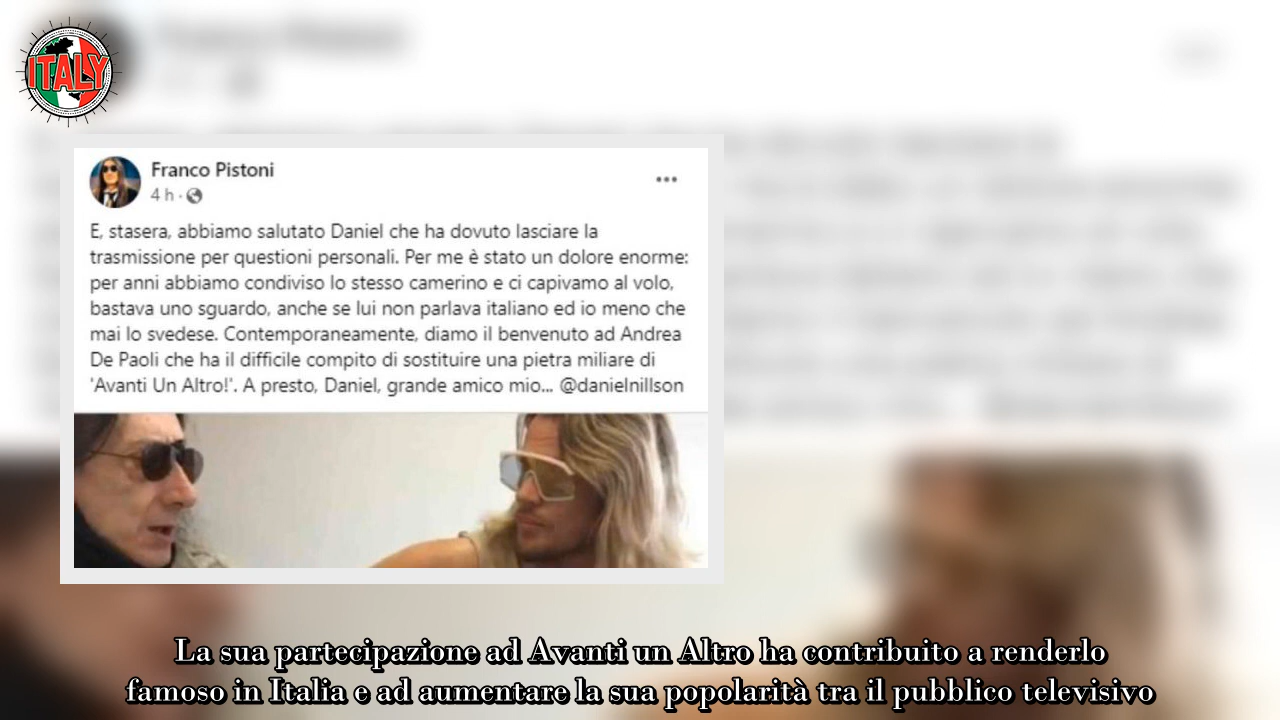 ITALY
Franco Pistoni
4 h ·
E, stasera, abbiamo salutato Daniel che ha dovuto lasciare la
trasmissione per questioni personali. Per me è stato un dolore enorme:
per anni abbiamo condiviso lo stesso camerino e ci capivamo al volo,
bastava uno sguardo, anche se lui non parlava italiano ed io meno che
mai lo svedese. Contemporaneamente, diamo il benvenuto ad Andrea
De Paoli che ha il difficile compito di sostituire una pietra miliare di
'Avanti Un Altro!'. A presto, Daniel, grande amico mio... @danielnillson
La sua partecipazione ad Avanti un Altro ha contribuito a renderlo
famoso in Italia e ad aumentare la sua popolarità tra il pubblico televisivo